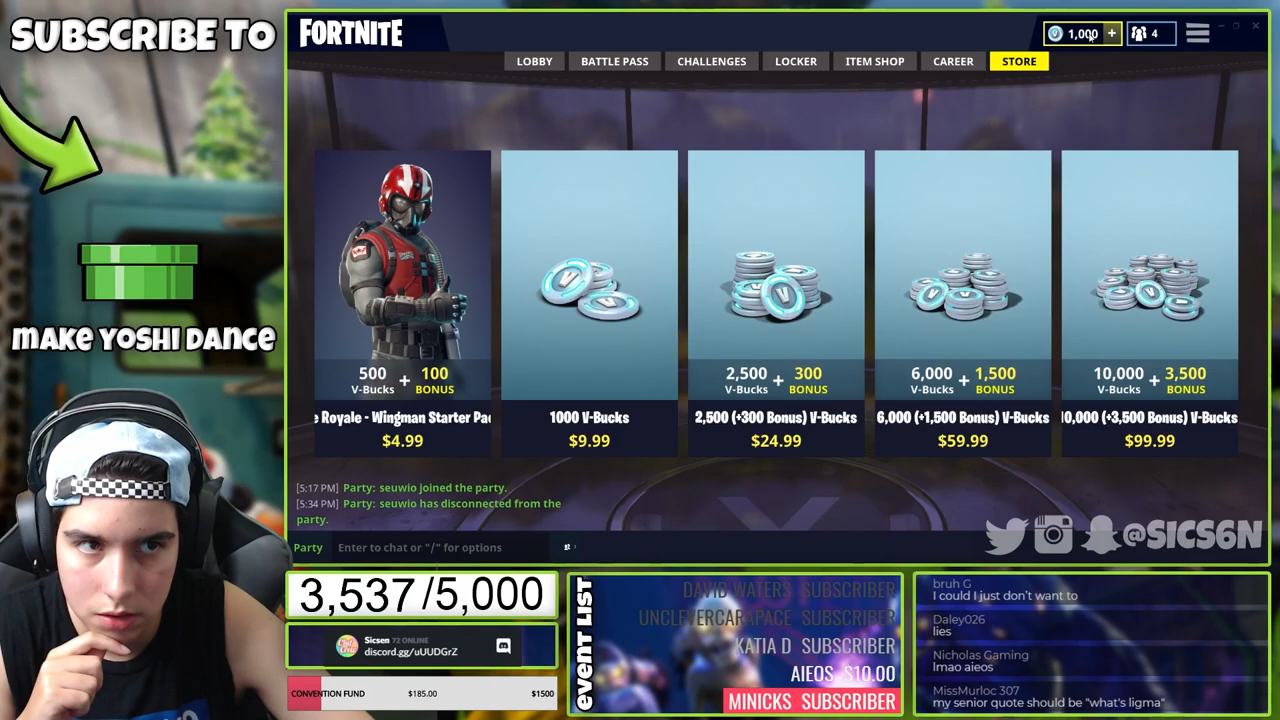 SUBSCRIBE TO
MAKE YOSHI DANCE
FORTNITE
1,000 +
4
LOBBY
BATTLE PASS
CHALLENGES
LOCKER
ITEM SHOP
CAREER
STORE
500 + 100
V-Bucks BONUS
e Royale - Wingman Starter Pac
$4.99
1000 V-Bucks
$9.99
2,500 + 300
V-Bucks BONUS
2,500 (+300 Bonus) V-Bucks
$24.99
6,000 + 1,500
V-Bucks BONUS
6,000 (+1,500 Bonus) V-Bucks
$59.99
10,000 + 3,500
V-Bucks BONUS
10,000 (+3,500 Bonus) V-Bucks
$99.99
[5:17 PM] Party: seuwio joined the party.
[5:34 PM] Party: seuwio has disconnected from the
party.
Party Enter to chat or "/" for options
@SICS6N
3,537/5,000
Sicsen 72 ONLINE
discord.gg/uUUDGrZ
CONVENTION FUND $185.00 $1500
EVENT LIST
DAVID WATERS SUBSCRIBER
UNCLEVERCARAPACE SUBSCRIBER
KATIA D SUBSCRIBER
AIEOS $10.00
MINICKS SUBSCRIBER
bruh G
I could I just don't want to
Daley026
lies
Nicholas Gaming
lmao aieos
MissMurloc 307
my senior quote should be "what's ligma"